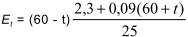 Eₜ = (60 - t) 2,3 + 0,09(60 + t) / 25